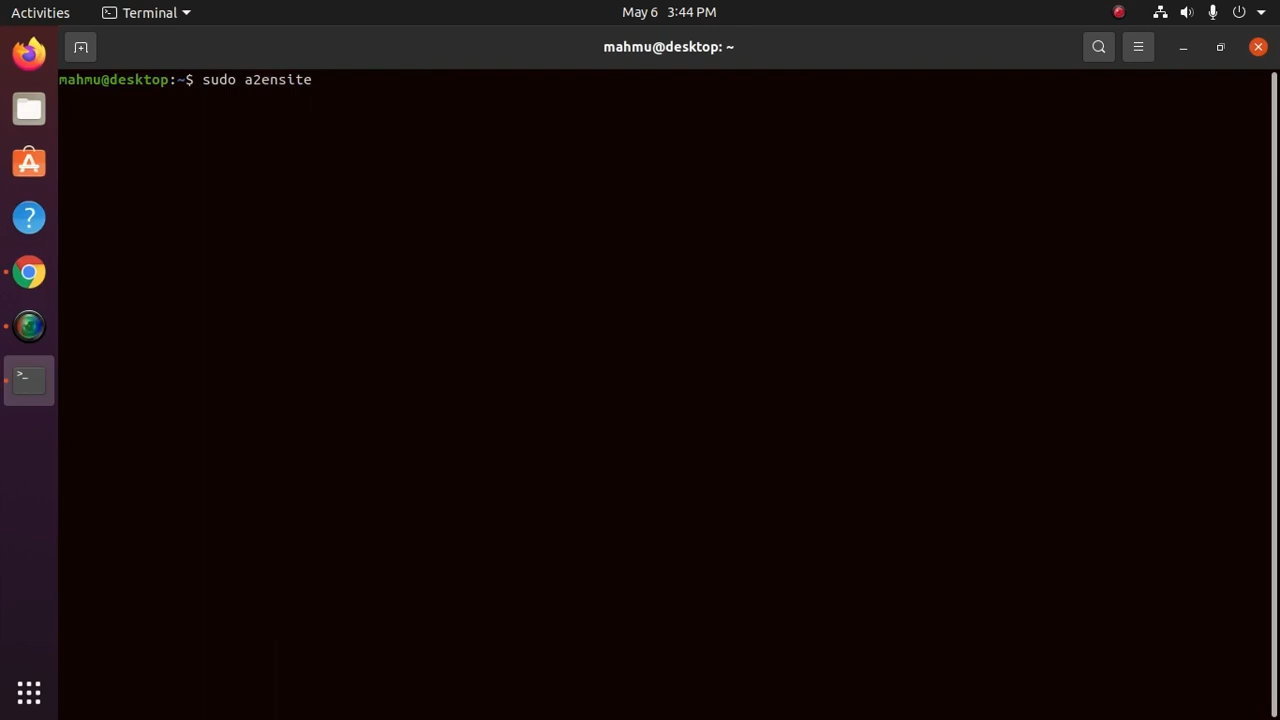 Activities
Terminal
May 6 3:44 PM
mahmu@desktop: ~
mahmu@desktop:~$ sudo a2ensite